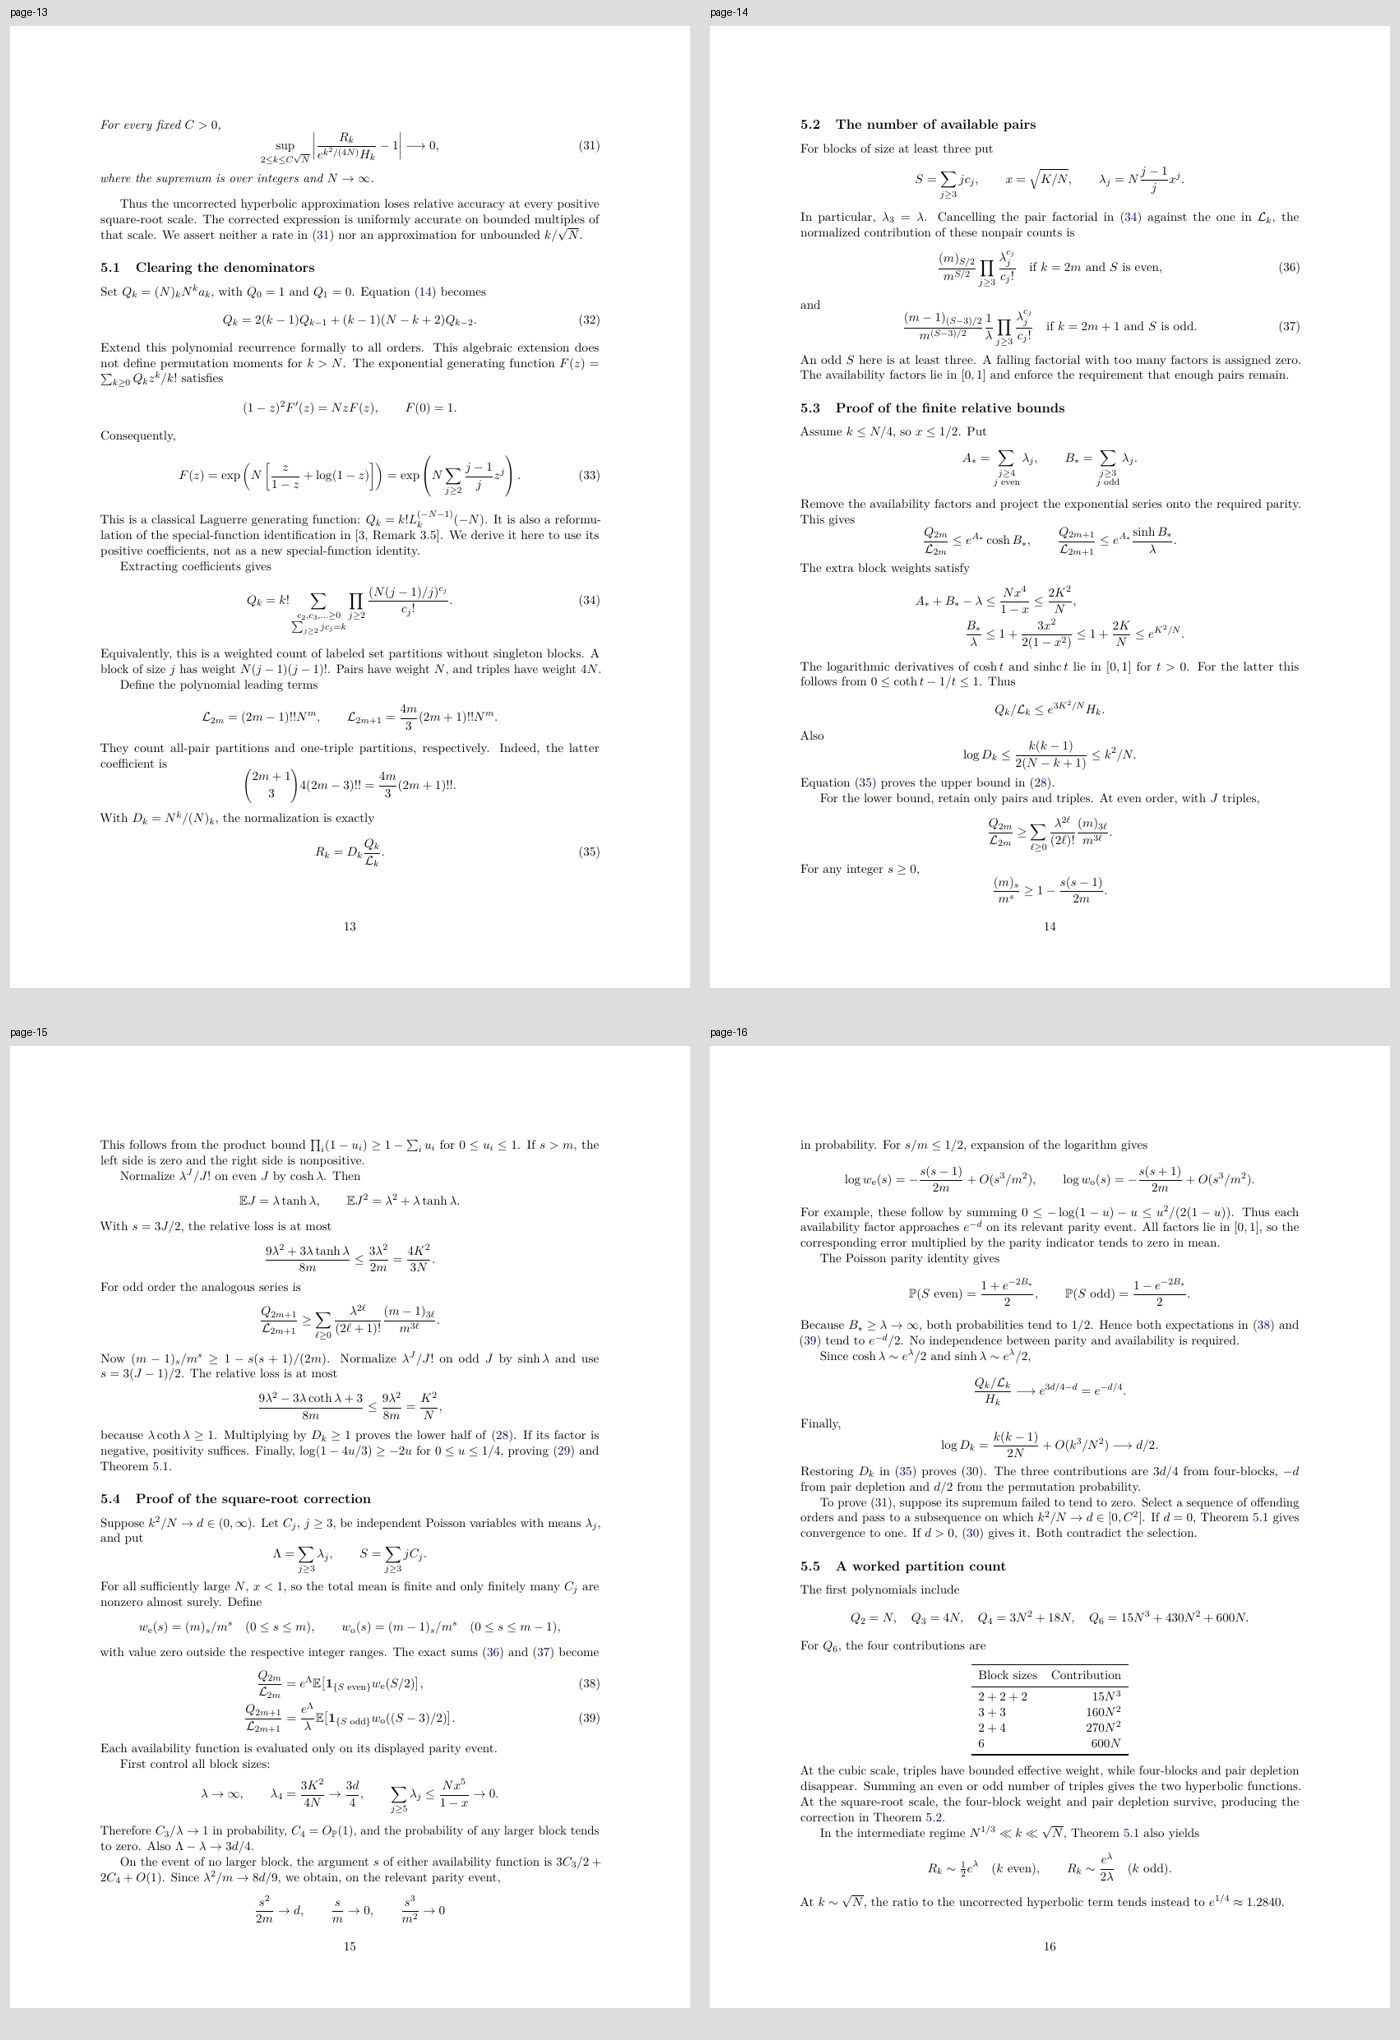 page-13
For every fixed C > 0,
sup_{2≤k≤C√N} | R_k / (e^{k²/(4N)} H_k) − 1 | ⟶ 0, (31)
where the supremum is over integers and N → ∞.
Thus the uncorrected hyperbolic approximation loses relative accuracy at every positive
square-root scale. The corrected expression is uniformly accurate on bounded multiples of
that scale. We assert neither a rate in (31) nor an approximation for unbounded k/√N.
5.1 Clearing the denominators
Set Q_k = (N)_k N^k a_k, with Q_0 = 1 and Q_1 = 0. Equation (14) becomes
Q_k = 2(k − 1)Q_{k−1} + (k − 1)(N − k + 2)Q_{k−2}. (32)
Extend this polynomial recurrence formally to all orders. This algebraic extension does
not define permutation moments for k > N. The exponential generating function F(z) =
∑_{k≥0} Q_k z^k/k! satisfies
(1 − z)² F′(z) = NzF(z), F(0) = 1.
Consequently,
F(z) = exp( N [ z/(1 − z) + log(1 − z) ] ) = exp( N ∑_{j≥2} (j − 1)/j z^j ). (33)
This is a classical Laguerre generating function: Q_k = k!L_k^{(−N−1)}(−N). It is also a reformu-
lation of the special-function identification in [3, Remark 3.5]. We derive it here to use its
positive coefficients, not as a new special-function identity.
Extracting coefficients gives
Q_k = k! ∑_{c_2,c_3,...≥0, ∑_{j≥2} jc_j=k} ∏_{j≥2} (N(j − 1)/j)^{c_j} / c_j!. (34)
Equivalently, this is a weighted count of labeled set partitions without singleton blocks. A
block of size j has weight N(j − 1)(j − 1)!. Pairs have weight N, and triples have weight 4N.
Define the polynomial leading terms
ℒ_{2m} = (2m − 1)!!N^m, ℒ_{2m+1} = 4m/3 (2m + 1)!!N^m.
They count all-pair partitions and one-triple partitions, respectively. Indeed, the latter
coefficient is
(2m + 1 choose 3) 4(2m − 3)!! = 4m/3 (2m + 1)!!.
With D_k = N^k/(N)_k, the normalization is exactly
R_k = D_k Q_k/ℒ_k. (35)
13
page-14
5.2 The number of available pairs
For blocks of size at least three put
S = ∑_{j≥3} jc_j, x = √(K/N), λ_j = N (j − 1)/j x^j.
In particular, λ_3 = λ. Cancelling the pair factorial in (34) against the one in ℒ_k, the
normalized contribution of these nonpair counts is
(m)_{S/2}/m^{S/2} ∏_{j≥3} λ_j^{c_j}/c_j! if k = 2m and S is even, (36)
and
(m − 1)_{(S−3)/2}/m^{(S−3)/2} 1/λ ∏_{j≥3} λ_j^{c_j}/c_j! if k = 2m + 1 and S is odd. (37)
An odd S here is at least three. A falling factorial with too many factors is assigned zero.
The availability factors lie in [0, 1] and enforce the requirement that enough pairs remain.
5.3 Proof of the finite relative bounds
Assume k ≤ N/4, so x ≤ 1/2. Put
A_* = ∑_{j≥4, j even} λ_j, B_* = ∑_{j≥3, j odd} λ_j.
Remove the availability factors and project the exponential series onto the required parity.
This gives
Q_{2m}/ℒ_{2m} ≤ e^{A_*} cosh B_*, Q_{2m+1}/ℒ_{2m+1} ≤ e^{A_*} sinh B_*/λ.
The extra block weights satisfy
A_* + B_* − λ ≤ Nx⁴/(1 − x) ≤ 2K²/N,
B_*/λ ≤ 1 + 3x²/(2(1 − x²)) ≤ 1 + 2K/N ≤ e^{K²/N}.
The logarithmic derivatives of cosh t and sinhc t lie in [0, 1] for t > 0. For the latter this
follows from 0 ≤ coth t − 1/t ≤ 1. Thus
Q_k/ℒ_k ≤ e^{3K²/N} H_k.
Also
log D_k ≤ k(k − 1)/(2(N − k + 1)) ≤ k²/N.
Equation (35) proves the upper bound in (28).
For the lower bound, retain only pairs and triples. At even order, with J triples,
Q_{2m}/ℒ_{2m} ≥ ∑_{ℓ≥0} λ^{2ℓ}/(2ℓ)! (m)_{3ℓ}/m^{3ℓ}.
For any integer s ≥ 0,
(m)_s/m^s ≥ 1 − s(s − 1)/2m.
14
page-15
This follows from the product bound ∏_i(1 − u_i) ≥ 1 − ∑_i u_i for 0 ≤ u_i ≤ 1. If s > m, the
left side is zero and the right side is nonpositive.
Normalize λ^J/J! on even J by cosh λ. Then
𝔼J = λ tanh λ, 𝔼J² = λ² + λ tanh λ.
With s = 3J/2, the relative loss is at most
(9λ² + 3λ tanh λ)/8m ≤ 3λ²/2m = 4K²/3N.
For odd order the analogous series is
Q_{2m+1}/ℒ_{2m+1} ≥ ∑_{ℓ≥0} λ^{2ℓ}/(2ℓ + 1)! (m − 1)_{3ℓ}/m^{3ℓ}.
Now (m − 1)_s/m^s ≥ 1 − s(s + 1)/(2m). Normalize λ^J/J! on odd J by sinh λ and use
s = 3(J − 1)/2. The relative loss is at most
(9λ² − 3λ coth λ + 3)/8m ≤ 9λ²/8m = K²/N,
because λ coth λ ≥ 1. Multiplying by D_k ≥ 1 proves the lower half of (28). If its factor is
negative, positivity suffices. Finally, log(1 − 4u/3) ≥ −2u for 0 ≤ u ≤ 1/4, proving (29) and
Theorem 5.1.
5.4 Proof of the square-root correction
Suppose k²/N → d ∈ (0, ∞). Let C_j, j ≥ 3, be independent Poisson variables with means λ_j,
and put
Λ = ∑_{j≥3} λ_j, S = ∑_{j≥3} jC_j.
For all sufficiently large N, x < 1, so the total mean is finite and only finitely many C_j are
nonzero almost surely. Define
w_e(s) = (m)_s/m^s (0 ≤ s ≤ m), w_o(s) = (m − 1)_s/m^s (0 ≤ s ≤ m − 1),
with value zero outside the respective integer ranges. The exact sums (36) and (37) become
Q_{2m}/ℒ_{2m} = e^Λ 𝔼[1_{{S even}} w_e(S/2)], (38)
Q_{2m+1}/ℒ_{2m+1} = e^Λ/λ 𝔼[1_{{S odd}} w_o((S − 3)/2)]. (39)
Each availability function is evaluated only on its displayed parity event.
First control all block sizes:
λ → ∞, λ_4 = 3K²/4N → 3d/4, ∑_{j≥5} λ_j ≤ Nx⁵/(1 − x) → 0.
Therefore C_3/λ → 1 in probability, C_4 = O_ℙ(1), and the probability of any larger block tends
to zero. Also Λ − λ → 3d/4.
On the event of no larger block, the argument s of either availability function is 3C_3/2 +
2C_4 + O(1). Since λ²/m → 8d/9, we obtain, on the relevant parity event,
s²/2m → d, s/m → 0, s³/m² → 0
15
page-16
in probability. For s/m ≤ 1/2, expansion of the logarithm gives
log w_e(s) = − s(s − 1)/2m + O(s³/m²), log w_o(s) = − s(s + 1)/2m + O(s³/m²).
For example, these follow by summing 0 ≤ − log(1 − u) − u ≤ u²/(2(1 − u)). Thus each
availability factor approaches e^{−d} on its relevant parity event. All factors lie in [0, 1], so the
corresponding error multiplied by the parity indicator tends to zero in mean.
The Poisson parity identity gives
ℙ(S even) = (1 + e^{−2B_*})/2, ℙ(S odd) = (1 − e^{−2B_*})/2.
Because B_* ≥ λ → ∞, both probabilities tend to 1/2. Hence both expectations in (38) and
(39) tend to e^{−d}/2. No independence between parity and availability is required.
Since cosh λ ∼ e^λ/2 and sinh λ ∼ e^λ/2,
(Q_k/ℒ_k)/H_k ⟶ e^{3d/4−d} = e^{−d/4}.
Finally,
log D_k = k(k − 1)/2N + O(k³/N²) ⟶ d/2.
Restoring D_k in (35) proves (30). The three contributions are 3d/4 from four-blocks, −d
from pair depletion and d/2 from the permutation probability.
To prove (31), suppose its supremum failed to tend to zero. Select a sequence of offending
orders and pass to a subsequence on which k²/N → d ∈ [0, C²]. If d = 0, Theorem 5.1 gives
convergence to one. If d > 0, (30) gives it. Both contradict the selection.
5.5 A worked partition count
The first polynomials include
Q_2 = N, Q_3 = 4N, Q_4 = 3N² + 18N, Q_6 = 15N³ + 430N² + 600N.
For Q_6, the four contributions are
Block sizes Contribution
2 + 2 + 2 15N³
3 + 3 160N²
2 + 4 270N²
6 600N
At the cubic scale, triples have bounded effective weight, while four-blocks and pair depletion
disappear. Summing an even or odd number of triples gives the two hyperbolic functions.
At the square-root scale, the four-block weight and pair depletion survive, producing the
correction in Theorem 5.2.
In the intermediate regime N^{1/3} ≪ k ≪ √N, Theorem 5.1 also yields
R_k ∼ ½e^λ (k even), R_k ∼ e^λ/2λ (k odd).
At k ∼ √N, the ratio to the uncorrected hyperbolic term tends instead to e^{1/4} ≈ 1.2840.
16